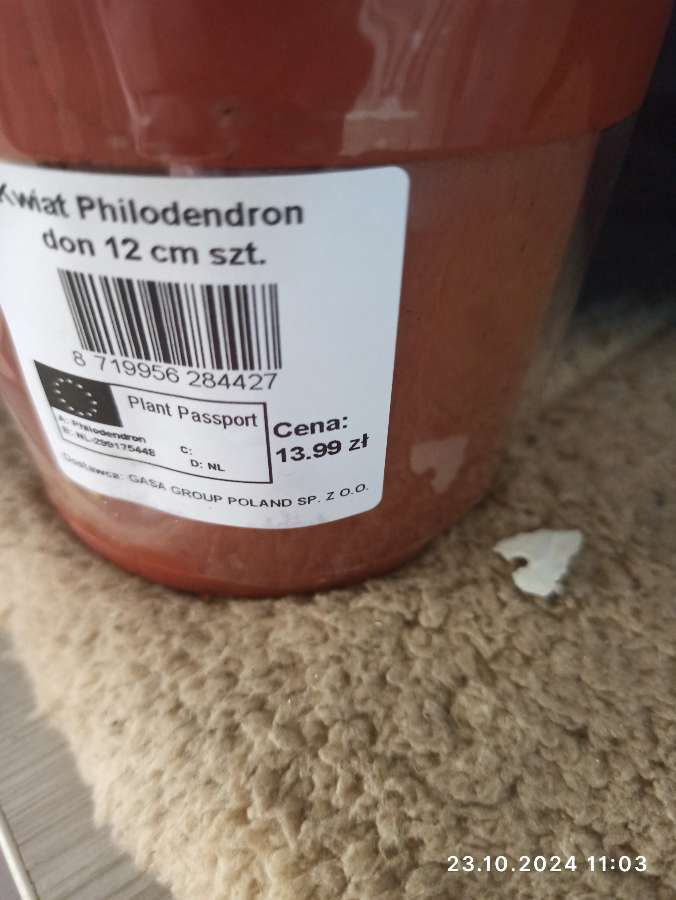 Kwiat Philodendron
don 12 cm szt.
8 719956 284427
Plant Passport
A: Philodendron
B: NL-299175448
C:
D: NL
Cena:
13.99 zł
Dostawca: GASA GROUP POLAND SP. Z O.O.
23.10.2024 11:03